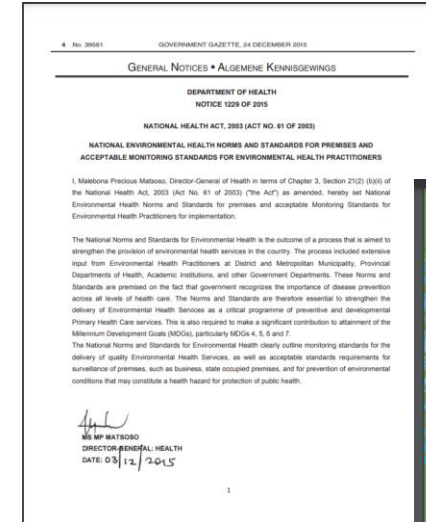 4 No. 39561 GOVERNMENT GAZETTE, 24 DECEMBER 2015
GENERAL NOTICES • ALGEMENE KENNISGEWINGS
DEPARTMENT OF HEALTH
NOTICE 1229 OF 2015
NATIONAL HEALTH ACT, 2003 (ACT NO. 61 OF 2003)
NATIONAL ENVIRONMENTAL HEALTH NORMS AND STANDARDS FOR PREMISES AND
ACCEPTABLE MONITORING STANDARDS FOR ENVIRONMENTAL HEALTH PRACTITIONERS
I, Malebona Precious Matsoso, Director-General of Health in terms of Chapter 3, Section 21(2) (b)(ii) of
the National Health Act, 2003 (Act No. 61 of 2003) ("the Act") as amended, hereby set National
Environmental Health Norms and Standards for premises and acceptable Monitoring Standards for
Environmental Health Practitioners for implementation.
The National Norms and Standards for Environmental Health is the outcome of a process that is aimed to
strengthen the provision of environmental health services in the country. The process included extensive
input from Environmental Health Practitioners at District and Metropolitan Municipality, Provincial
Departments of Health, Academic Institutions, and other Government Departments. These Norms and
Standards are premised on the fact that government recognizes the importance of disease prevention
across all levels of health care. The Norms and Standards are therefore essential to strengthen the
delivery of Environmental Health Services as a critical programme of preventive and developmental
Primary Health Care services. This is also required to make a significant contribution to attainment of the
Millennium Development Goals (MDGs), particularly MDGs 4, 5, 6 and 7.
The National Norms and Standards for Environmental Health clearly outline monitoring standards for the
delivery of quality Environmental Health Services, as well as acceptable standards requirements for
surveillance of premises, such as business, state occupied premises, and for prevention of environmental
conditions that may constitute a health hazard for protection of public health.
MS MP MATSOSO
DIRECTOR-GENERAL: HEALTH
DATE: 03/12/2015
1